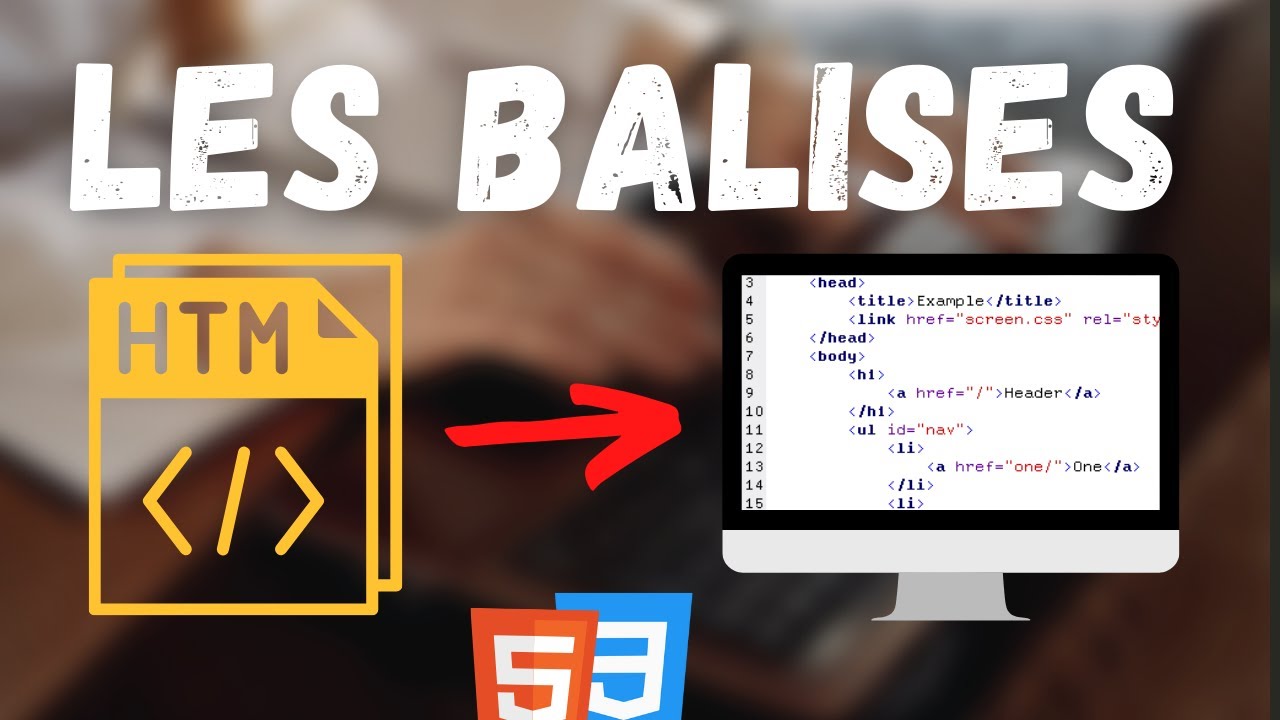 LES BALISES
HTM
</>
3 <head>
4 <title>Example</title>
5 <link href="screen.css" rel="sty
6 </head>
7 <body>
8 <h1>
9 <a href="/">Header</a>
10 </h1>
11 <ul id="nav">
12 <li>
13 <a href="one/">One</a>
14 </li>
15 <li>
5 3